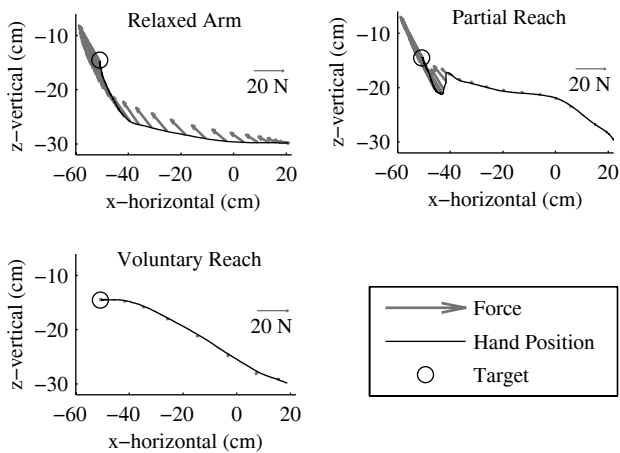 Relaxed Arm
−10
−20
−30
z−vertical (cm)
20 N
−60 −40 −20 0 20
x−horizontal (cm)
Partial Reach
−10
−20
−30
z−vertical (cm)
20 N
−60 −40 −20 0 20
x−horizontal (cm)
Voluntary Reach
−10
−20
−30
z−vertical (cm)
20 N
−60 −40 −20 0 20
x−horizontal (cm)
Force
Hand Position
Target